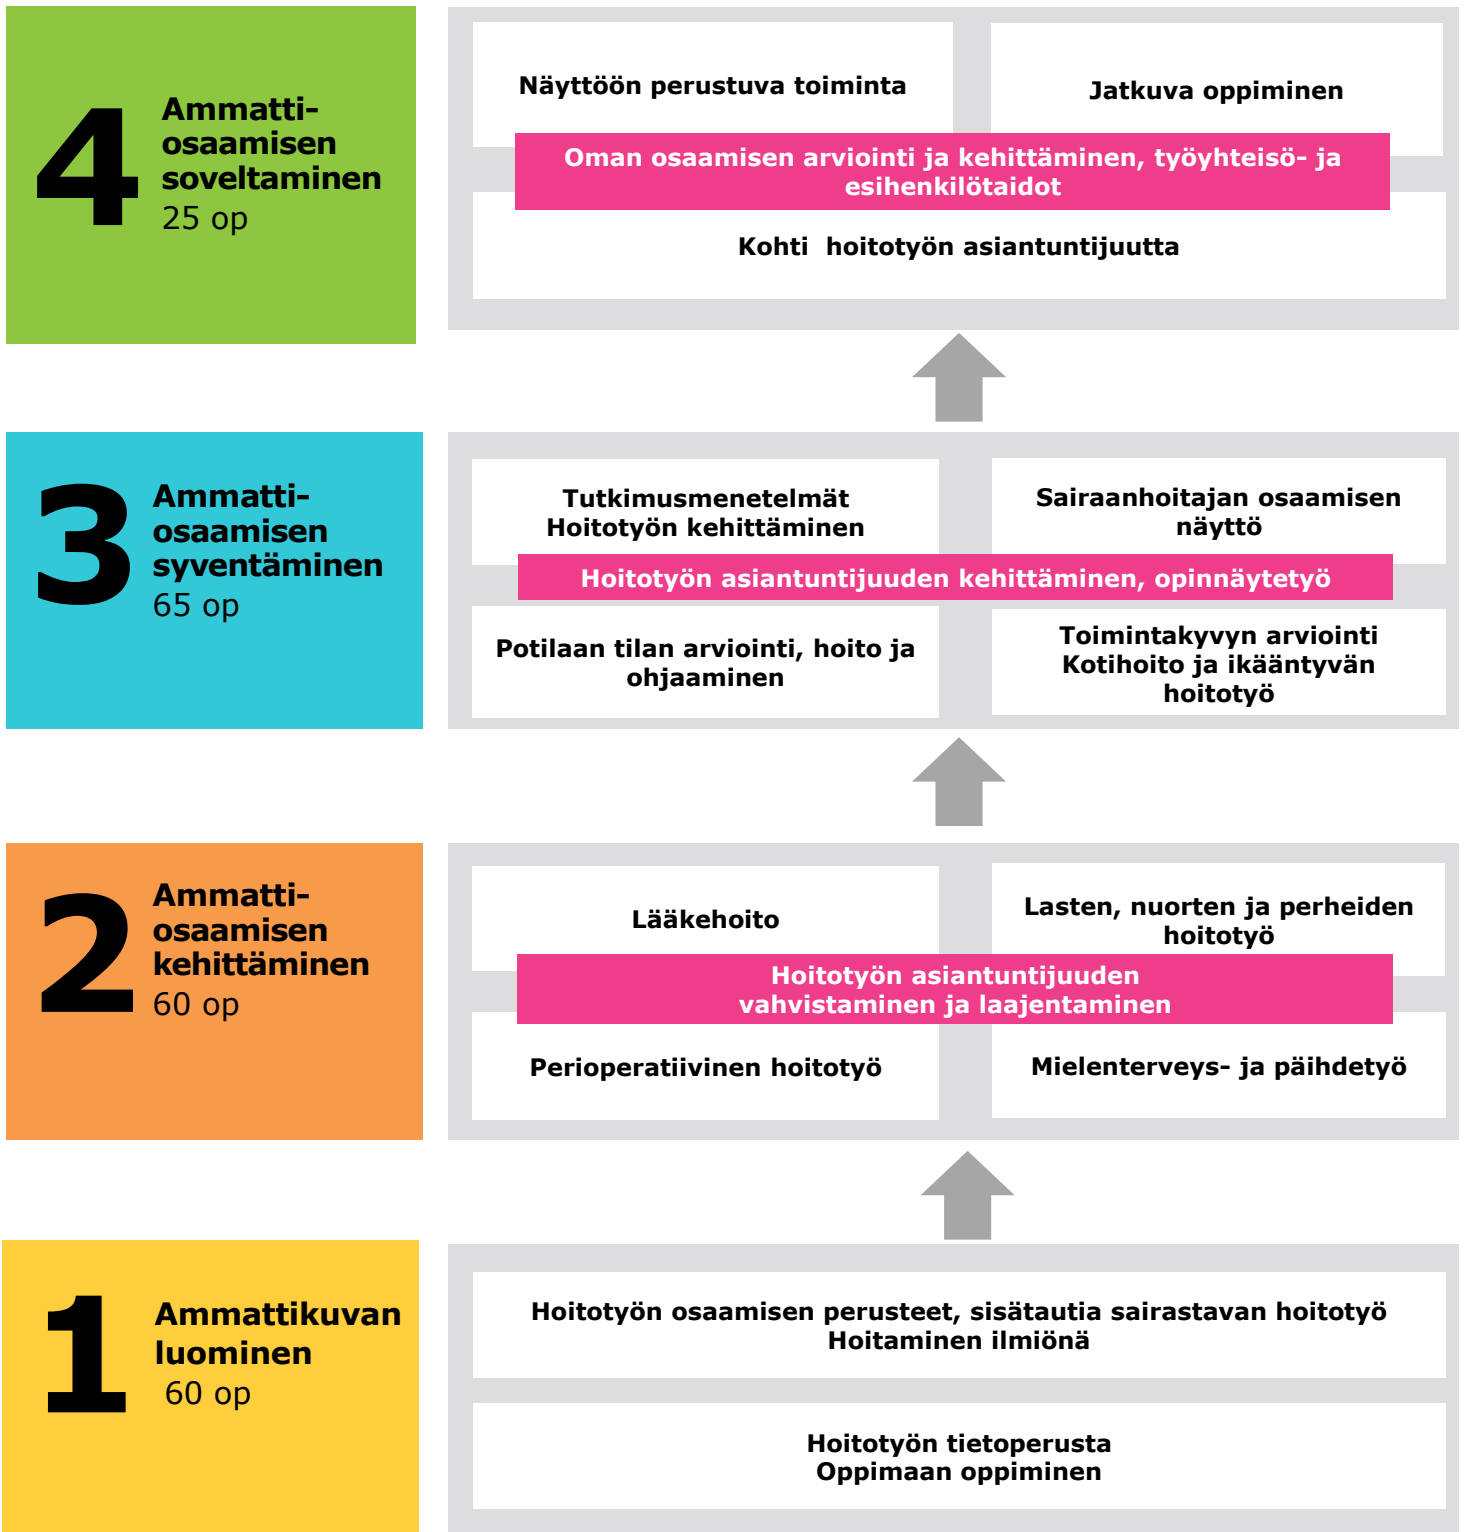 4
Ammatti-
osaamisen
soveltaminen
25 op
Näyttöön perustuva toiminta
Jatkuva oppiminen
Oman osaamisen arviointi ja kehittäminen, työyhteisö- ja
esihenkilötaidot
Kohti hoitotyön asiantuntijuutta
3
Ammatti-
osaamisen
syventäminen
65 op
Tutkimusmenetelmät
Hoitotyön kehittäminen
Sairaanhoitajan osaamisen
näyttö
Hoitotyön asiantuntijuuden kehittäminen, opinnäytetyö
Potilaan tilan arviointi, hoito ja
ohjaaminen
Toimintakyvyn arviointi
Kotihoito ja ikääntyvän
hoitotyö
2
Ammatti-
osaamisen
kehittäminen
60 op
Lääkehoito
Lasten, nuorten ja perheiden
hoitotyö
Hoitotyön asiantuntijuuden
vahvistaminen ja laajentaminen
Perioperatiivinen hoitotyö
Mielenterveys- ja päihdetyö
1
Ammattikuvan
luominen
60 op
Hoitotyön osaamisen perusteet, sisätautia sairastavan hoitotyö
Hoitaminen ilmiönä
Hoitotyön tietoperusta
Oppimaan oppiminen